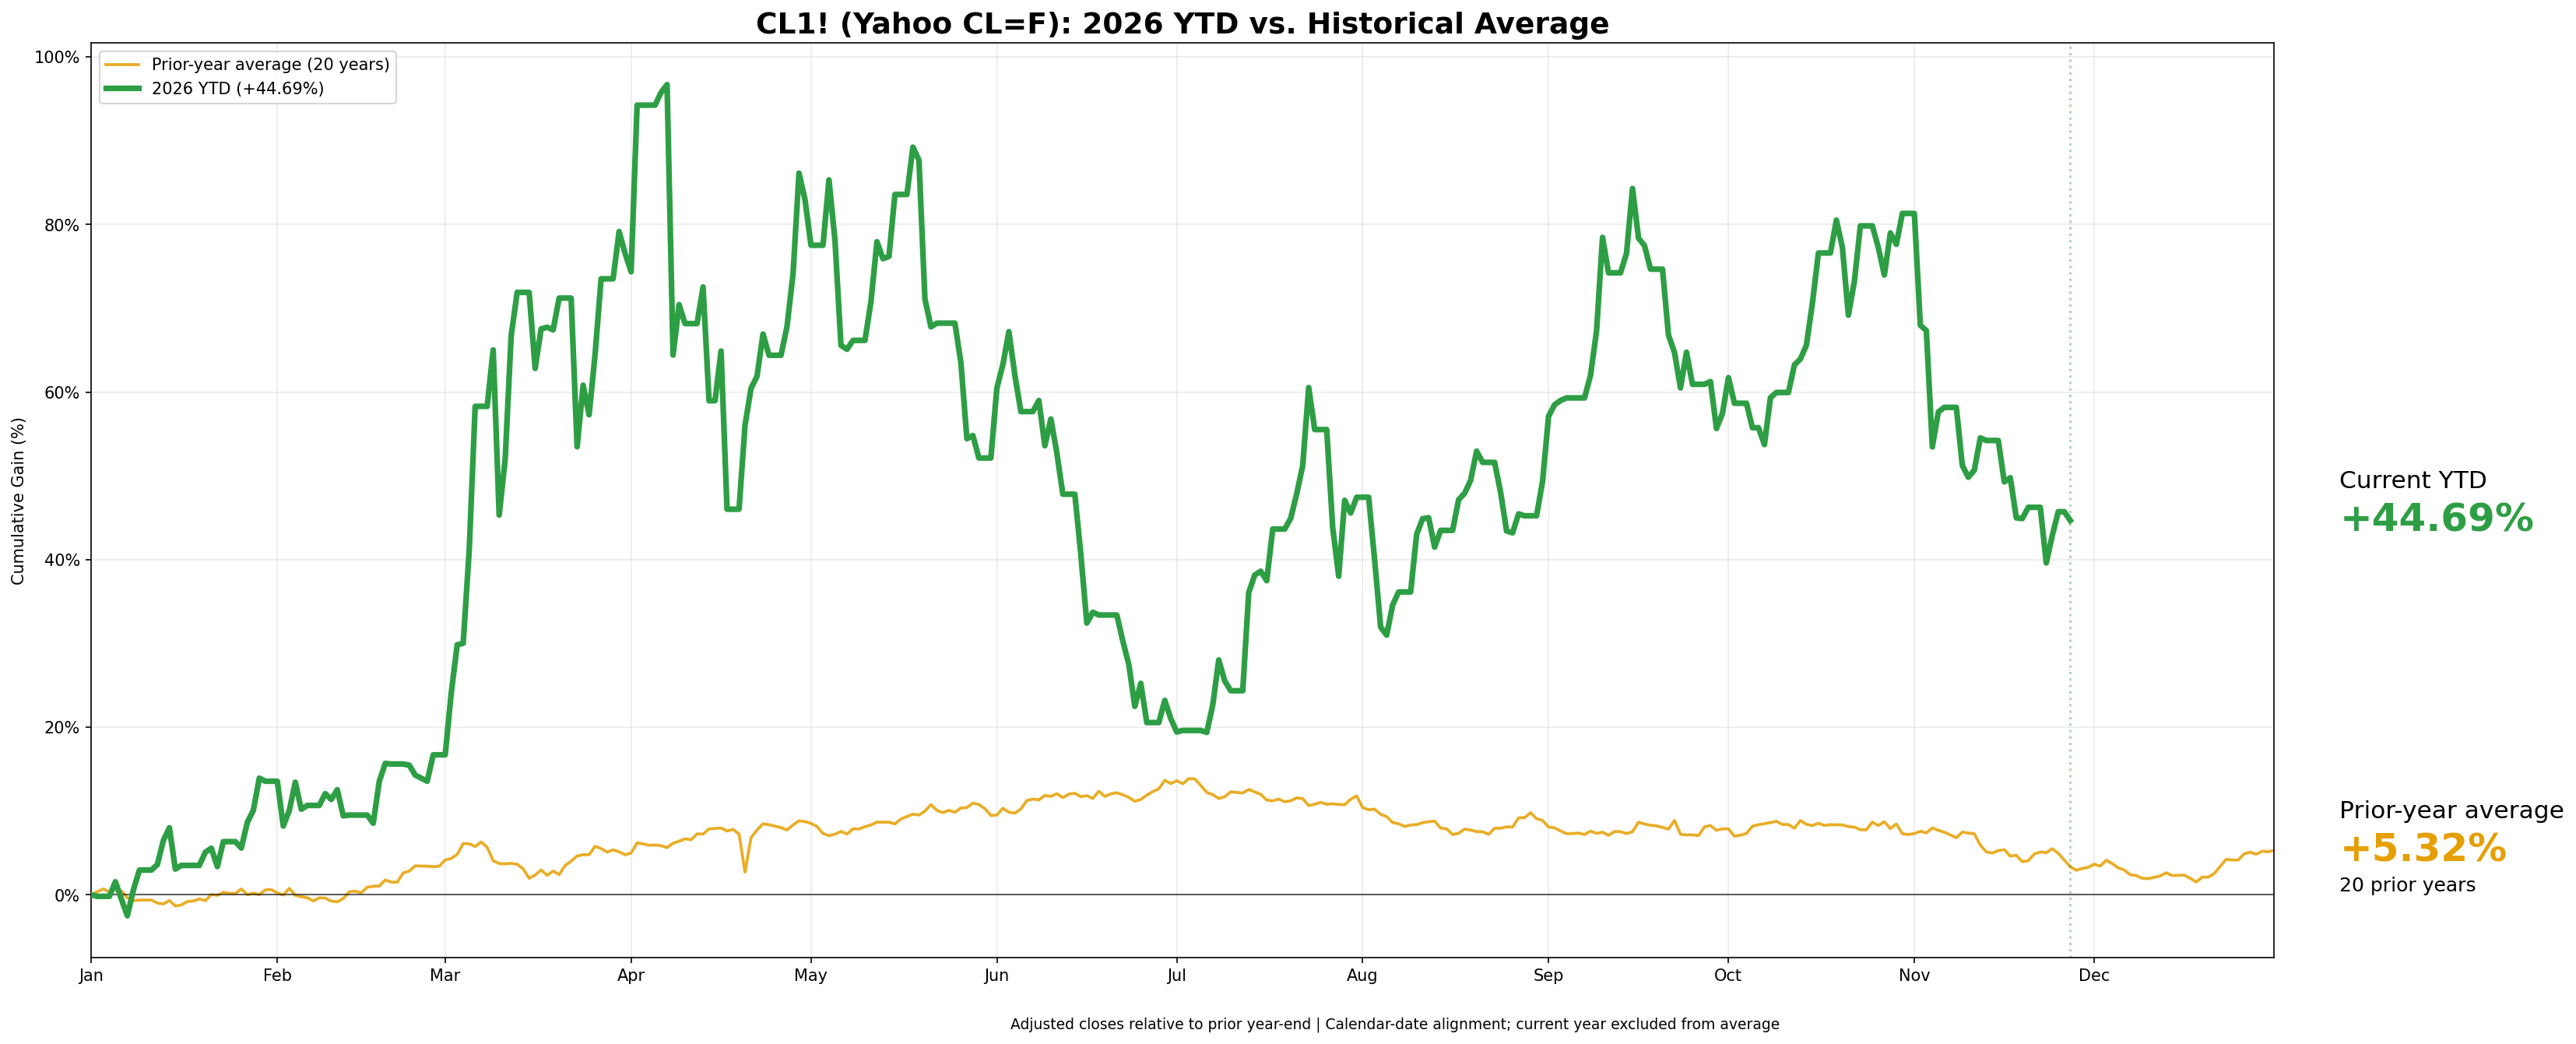 CL1! (Yahoo CL=F): 2026 YTD vs. Historical Average
Prior-year average (20 years)
2026 YTD (+44.69%)
100%
80%
60%
40%
20%
0%
Cumulative Gain (%)
Jan Feb Mar Apr May Jun Jul Aug Sep Oct Nov Dec
Current YTD
+44.69%
Prior-year average
+5.32%
20 prior years
Adjusted closes relative to prior year-end | Calendar-date alignment; current year excluded from average